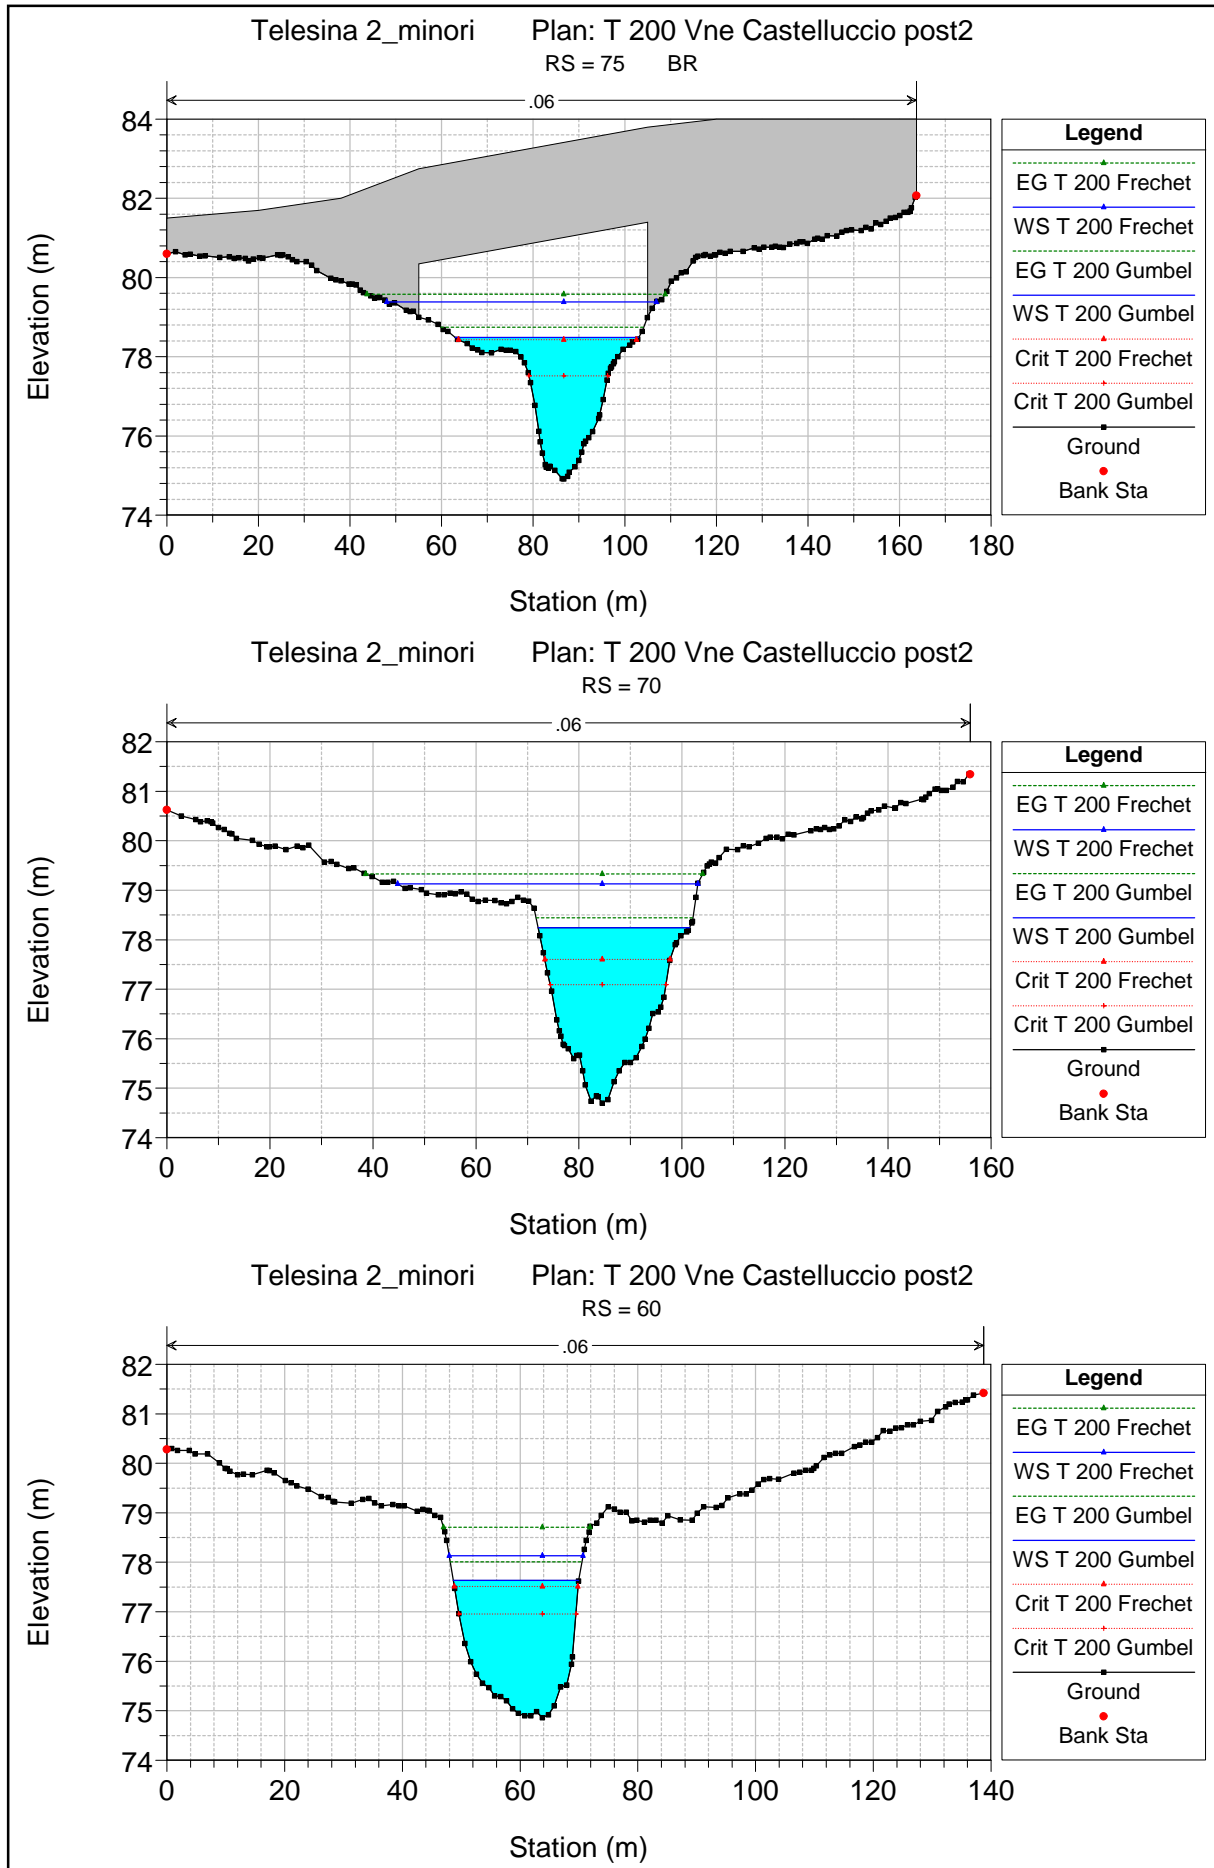 Telesina 2_minori Plan: T 200 Vne Castelluccio post2
RS = 75 BR
.06
84
82
80
78
76
74
0 20 40 60 80 100 120 140 160 180
Elevation (m)
Station (m)
Legend
EG T 200 Frechet
WS T 200 Frechet
EG T 200 Gumbel
WS T 200 Gumbel
Crit T 200 Frechet
Crit T 200 Gumbel
Ground
Bank Sta
Telesina 2_minori Plan: T 200 Vne Castelluccio post2
RS = 70
.06
82
81
80
79
78
77
76
75
74
0 20 40 60 80 100 120 140 160
Elevation (m)
Station (m)
Legend
EG T 200 Frechet
WS T 200 Frechet
EG T 200 Gumbel
WS T 200 Gumbel
Crit T 200 Frechet
Crit T 200 Gumbel
Ground
Bank Sta
Telesina 2_minori Plan: T 200 Vne Castelluccio post2
RS = 60
.06
82
81
80
79
78
77
76
75
74
0 20 40 60 80 100 120 140
Elevation (m)
Station (m)
Legend
EG T 200 Frechet
WS T 200 Frechet
EG T 200 Gumbel
WS T 200 Gumbel
Crit T 200 Frechet
Crit T 200 Gumbel
Ground
Bank Sta